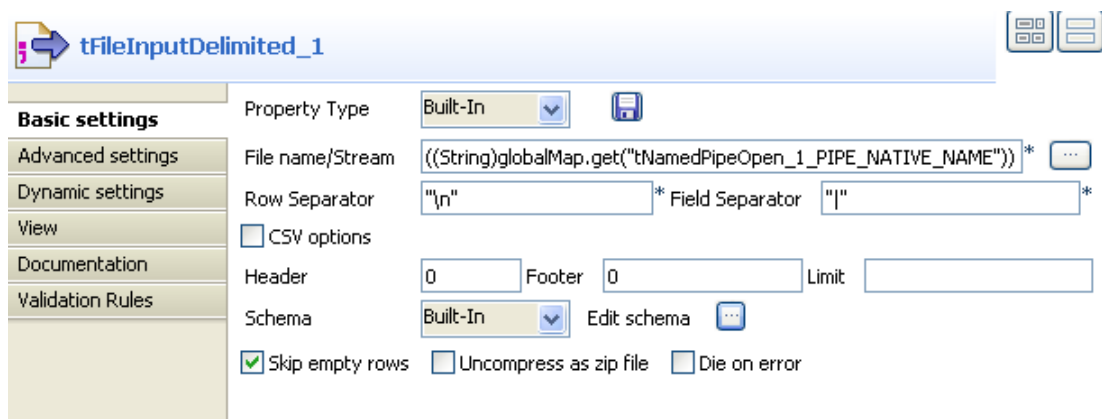 tFileInputDelimited_1
Basic settings
Advanced settings
Dynamic settings
View
Documentation
Validation Rules
Property Type Built-In
File name/Stream ((String)globalMap.get("tNamedPipeOpen_1_PIPE_NATIVE_NAME")) * ...
Row Separator "\n" * Field Separator "|" *
CSV options
Header 0 Footer 0 Limit
Schema Built-In Edit schema ...
Skip empty rows Uncompress as zip file Die on error